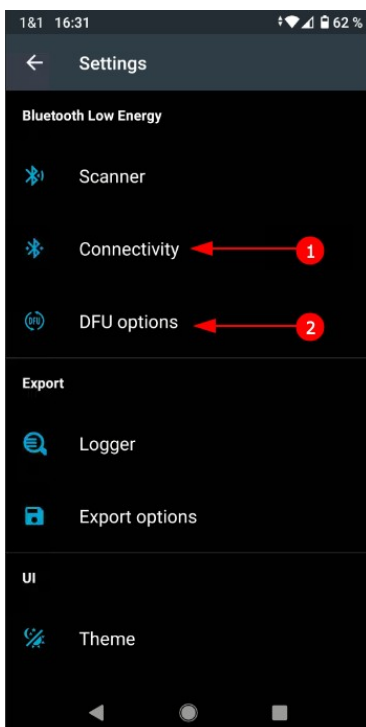 1&1 16:31 62 %
Settings
Bluetooth Low Energy
Scanner
Connectivity 1
DFU DFU options 2
Export
Logger
Export options
UI
Theme